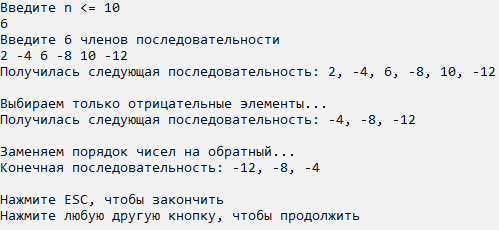 Введите n <= 10
6
Введите 6 членов последовательности
2 -4 6 -8 10 -12
Получилась следующая последовательность: 2, -4, 6, -8, 10, -12
Выбираем только отрицательные элементы...
Получилась следующая последовательность: -4, -8, -12
Заменяем порядок чисел на обратный...
Конечная последовательность: -12, -8, -4
Нажмите ESC, чтобы закончить
Нажмите любую другую кнопку, чтобы продолжить